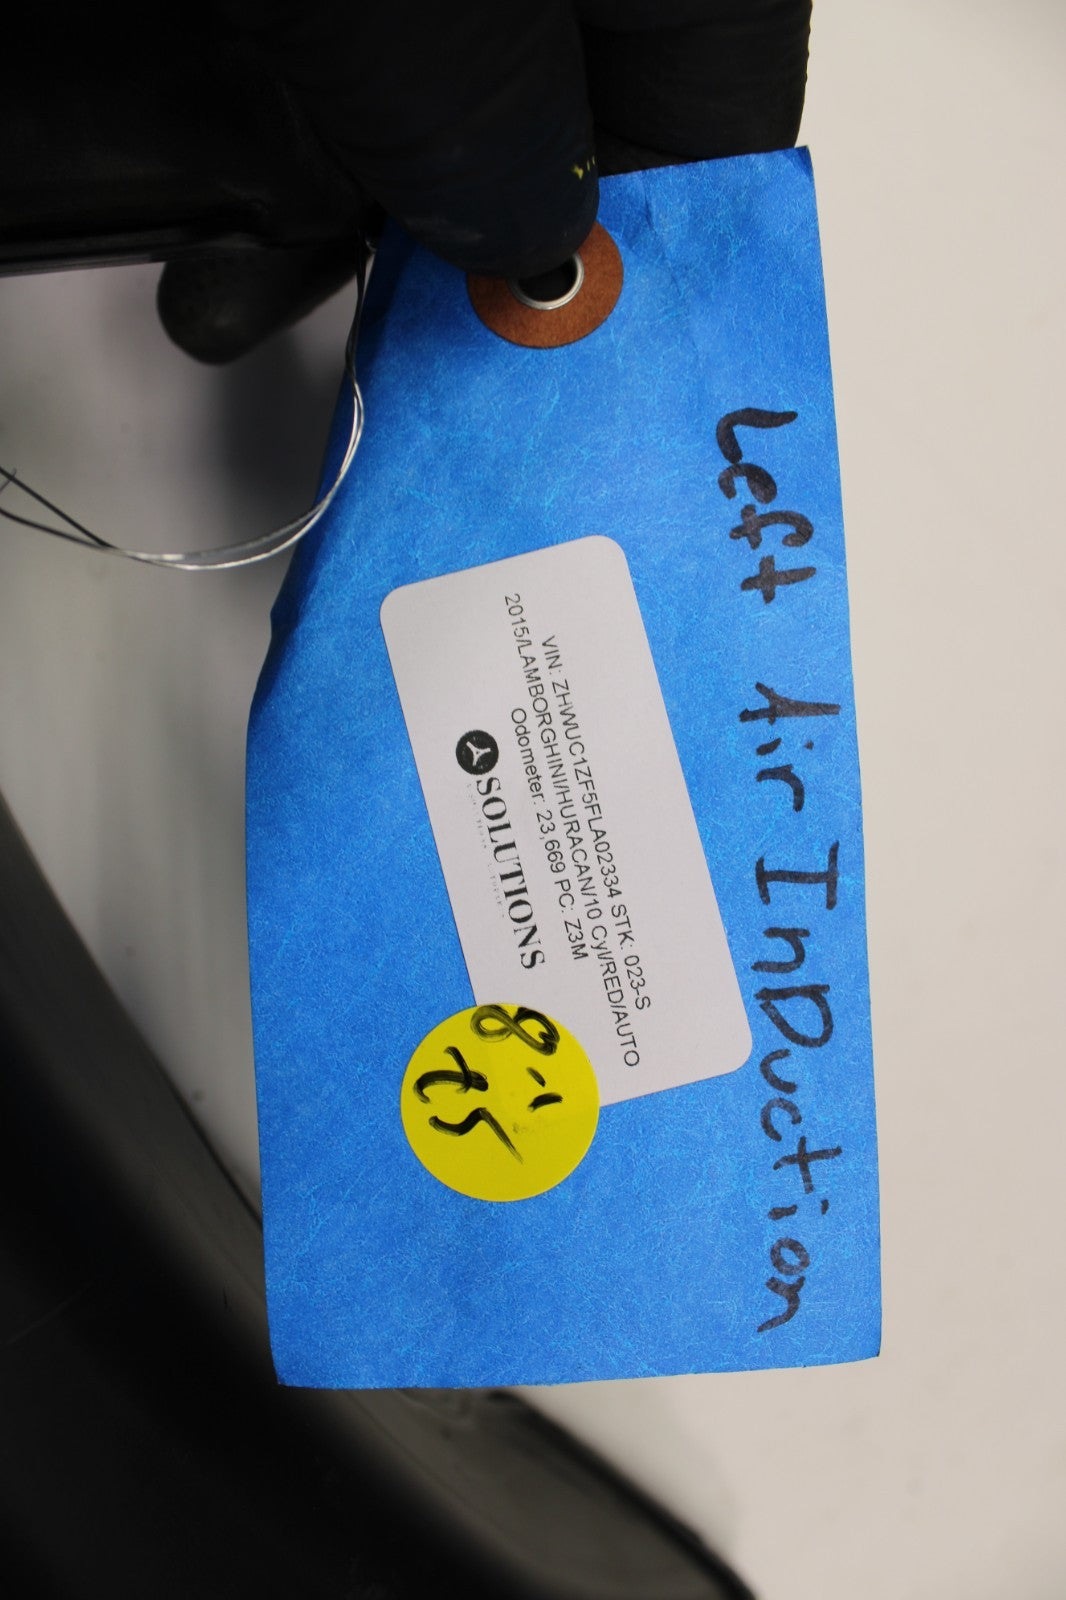 Left Air InDuction
VIN: ZHWUC1ZF5FLA02334 STK: 023-S
2015/LAMBORGHINI/HURACAN/10 Cyl/RED/AUTO
Odometer: 23,669 PC: Z3M
SOLUTIONS
8-1